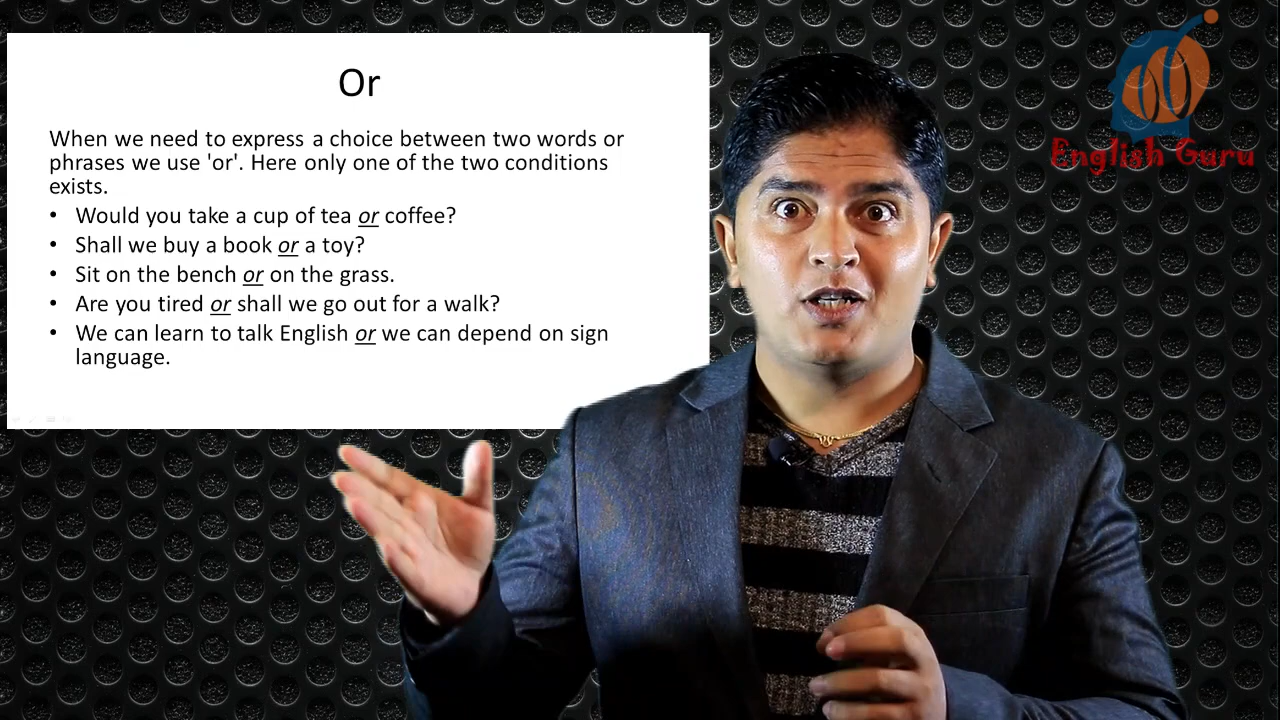 Or
When we need to express a choice between two words or
phrases we use 'or'. Here only one of the two conditions
exists.
• Would you take a cup of tea or coffee?
• Shall we buy a book or a toy?
• Sit on the bench or on the grass.
• Are you tired or shall we go out for a walk?
• We can learn to talk English or we can depend on sign
language.
English Guru